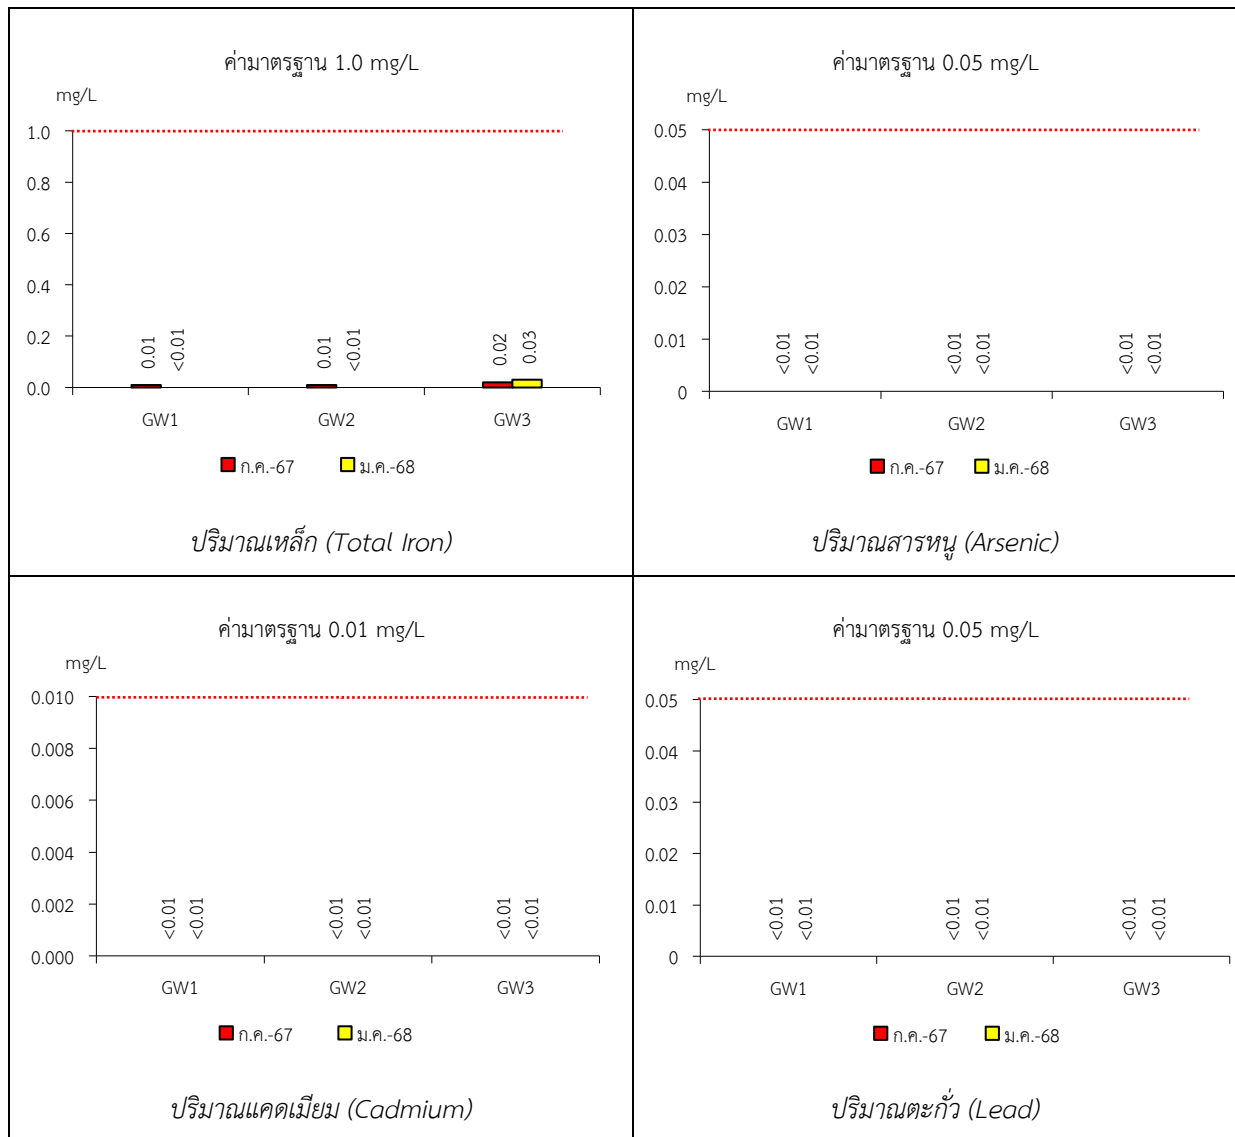 ค่ามาตรฐาน 1.0 mg/L
mg/L
1.0
0.8
0.6
0.4
0.2
0.0
0.01 <0.01 0.01 <0.01 0.02 0.03
GW1 GW2 GW3
ก.ค.-67 ม.ค.-68
ปริมาณเหล็ก (Total Iron)
ค่ามาตรฐาน 0.05 mg/L
mg/L
0.05
0.04
0.03
0.02
0.01
0
<0.01 <0.01 <0.01 <0.01 <0.01 <0.01
GW1 GW2 GW3
ก.ค.-67 ม.ค.-68
ปริมาณสารหนู (Arsenic)
ค่ามาตรฐาน 0.01 mg/L
mg/L
0.010
0.008
0.006
0.004
0.002
0.000
<0.01 <0.01 <0.01 <0.01 <0.01 <0.01
GW1 GW2 GW3
ก.ค.-67 ม.ค.-68
ปริมาณแคดเมียม (Cadmium)
ค่ามาตรฐาน 0.05 mg/L
mg/L
0.05
0.04
0.03
0.02
0.01
0
<0.01 <0.01 <0.01 <0.01 <0.01 <0.01
GW1 GW2 GW3
ก.ค.-67 ม.ค.-68
ปริมาณตะกั่ว (Lead)